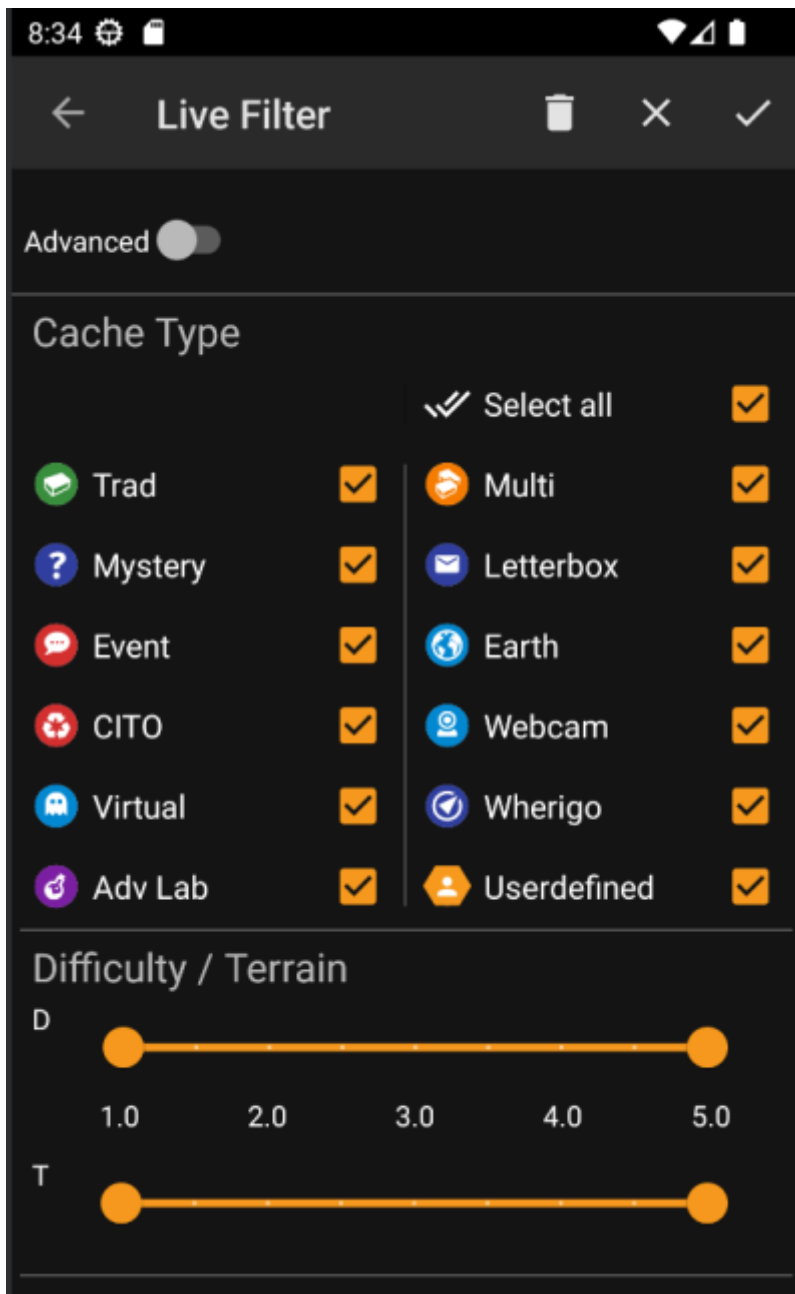 8:34
Live Filter
Advanced
Cache Type
Select all
Trad
Multi
Mystery
Letterbox
Event
Earth
CITO
Webcam
Virtual
Wherigo
Adv Lab
Userdefined
Difficulty / Terrain
D
1.0 2.0 3.0 4.0 5.0
T